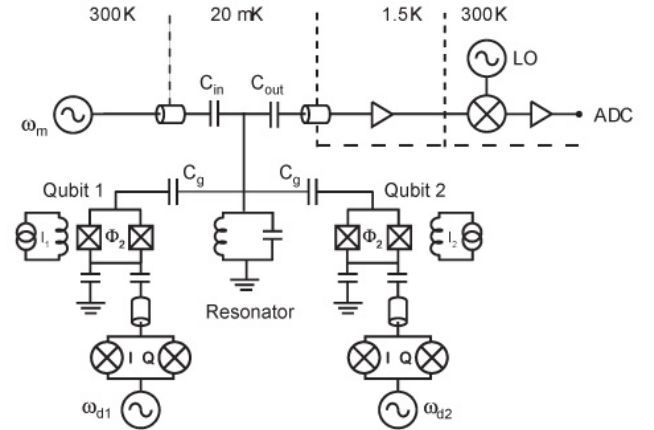 300K 20 mK 1.5K 300K
LO
C_in C_out
ω_m ADC
C_g C_g
Qubit 1 Qubit 2
I_1 Φ_2 Φ_2 I_2
Resonator
I Q I Q
ω_d1 ω_d2